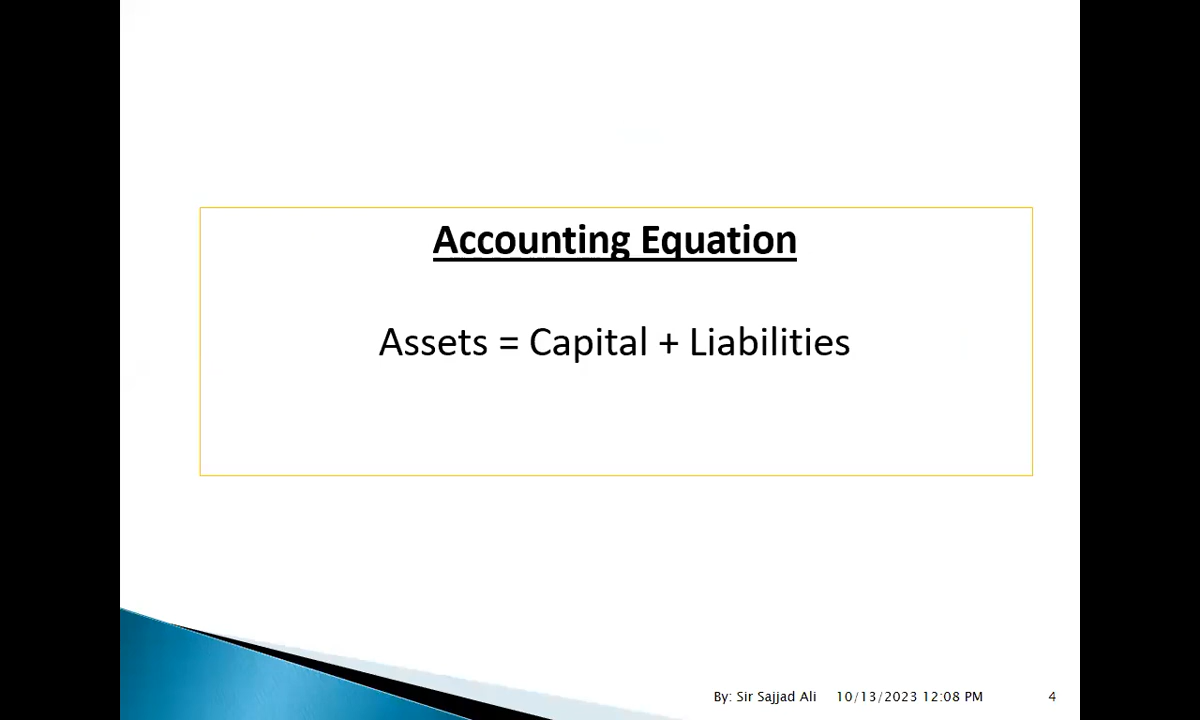 Accounting Equation
Assets = Capital + Liabilities
By: Sir Sajjad Ali 10/13/2023 12:08 PM 4